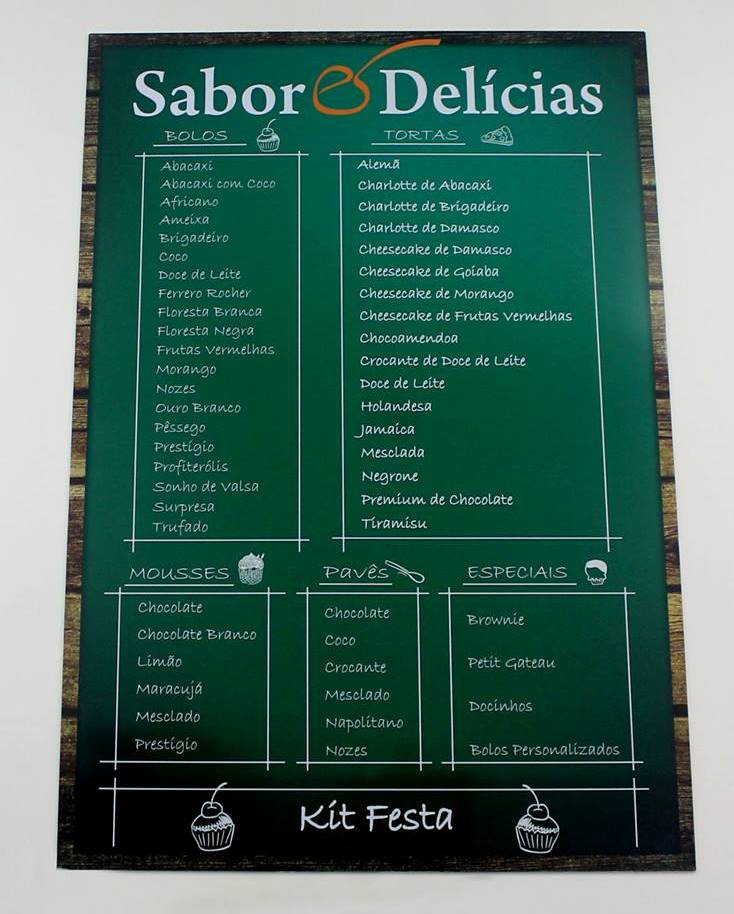 Sabor & Delícias
BOLOS
Abacaxi
Abacaxi com Coco
Africano
Ameixa
Brigadeiro
Coco
Doce de Leite
Ferrero Rocher
Floresta Branca
Floresta Negra
Frutas Vermelhas
Morango
Nozes
Ouro Branco
Pêssego
Prestígio
Profiterólis
Sonho de Valsa
Surpresa
Trufado
TORTAS
Alemã
Charlotte de Abacaxi
Charlotte de Brigadeiro
Charlotte de Damasco
Cheesecake de Damasco
Cheesecake de Goiaba
Cheesecake de Morango
Cheesecake de Frutas Vermelhas
Chocoamendoa
Crocante de Doce de Leite
Doce de Leite
Holandesa
Jamaica
Mesclada
Negrone
Premium de Chocolate
Tiramisu
MOUSSES
Chocolate
Chocolate Branco
Limão
Maracujá
Mesclado
Prestígio
Pavês
Chocolate
Coco
Crocante
Mesclado
Napolitano
Nozes
ESPECIAIS
Brownie
Petit Gateau
Docinhos
Bolos Personalizados
Kit Festa